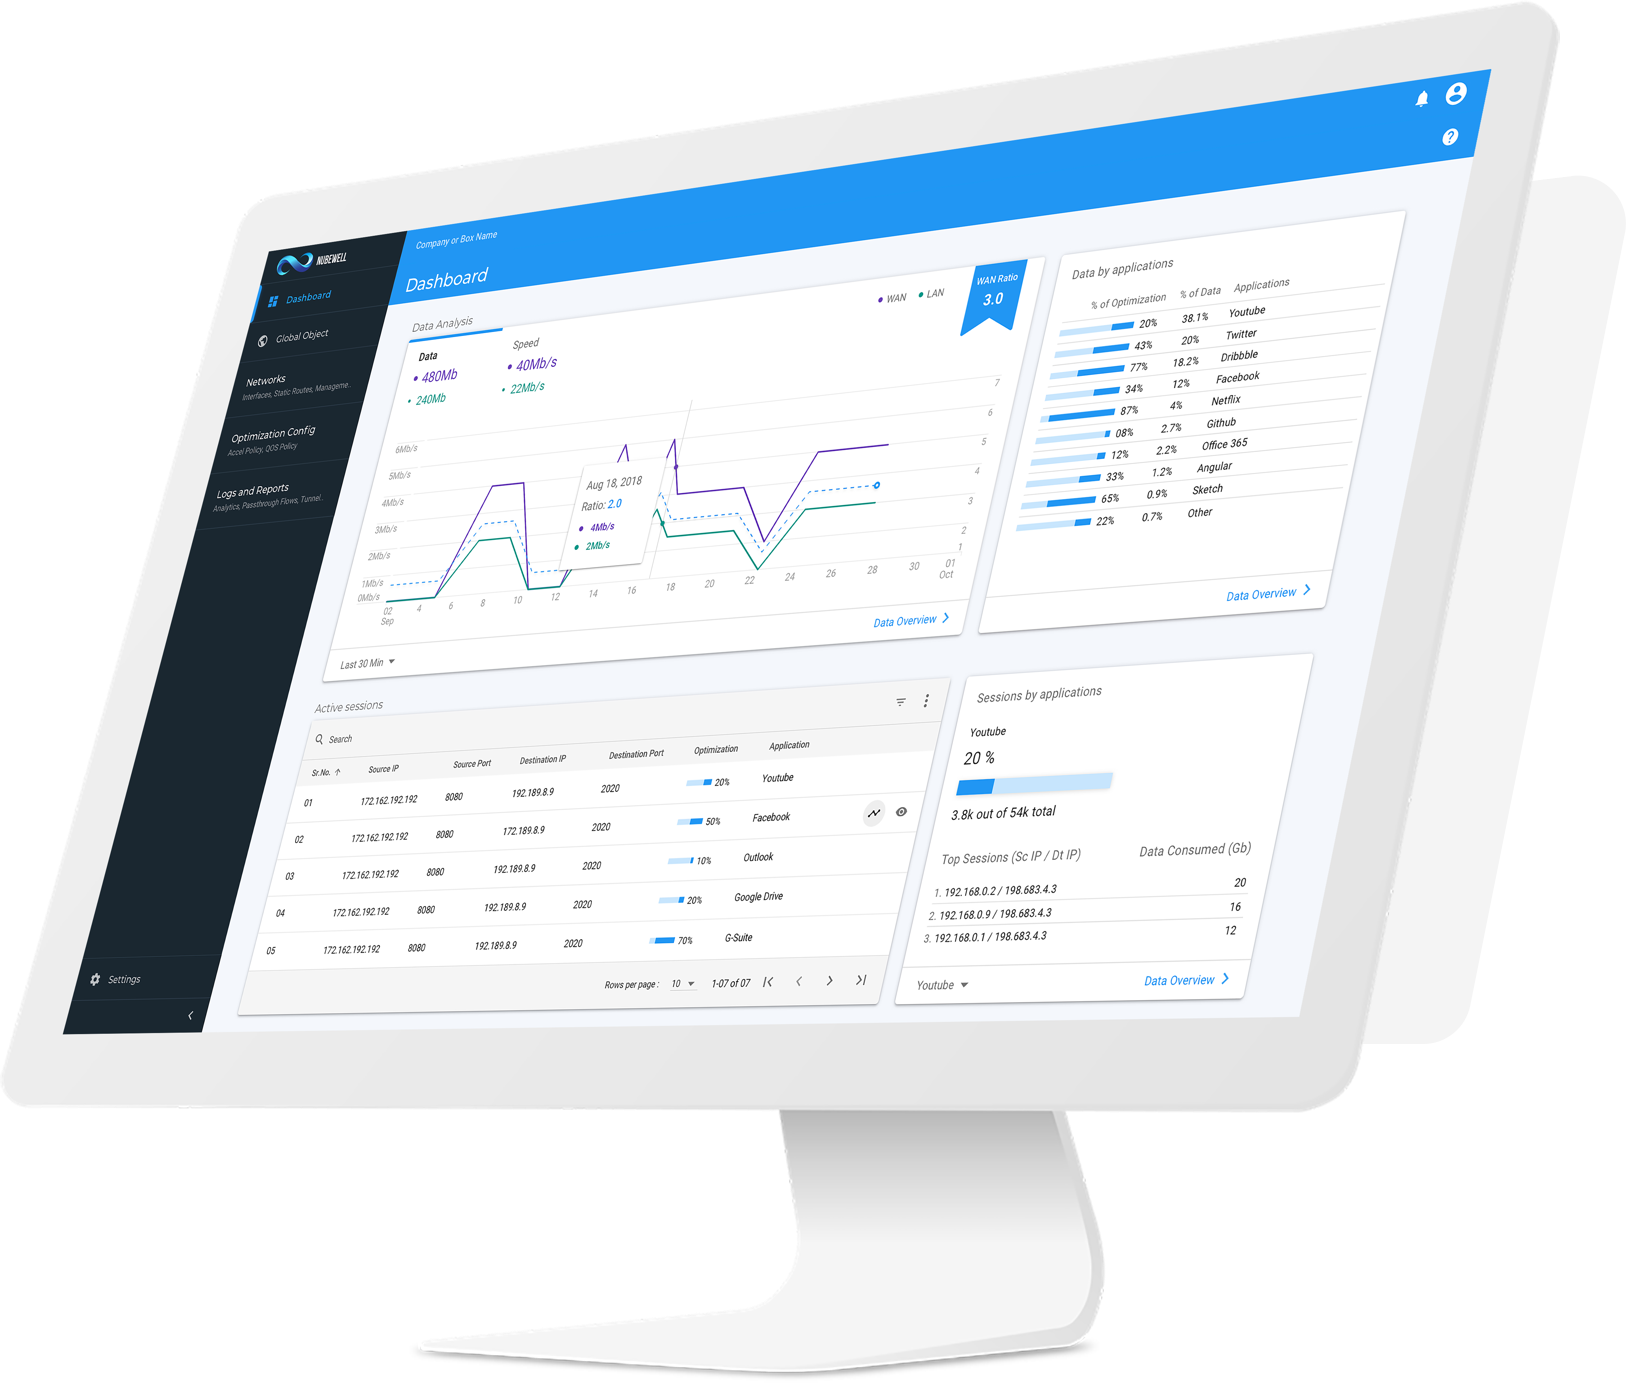 NUBEWELL
Dashboard
Global Object
Networks
Interfaces, Static Routes, Manageme..
Optimization Config
Accel Policy, QOS Policy
Logs and Reports
Analytics, Passthrough Flows, Tunnel..
Settings
Company or Box Name
Dashboard
Data Analysis
WAN LAN
WAN Ratio
3.0
Data Speed
480Mb 40Mb/s
240Mb 22Mb/s
6Mb/s
5Mb/s
4Mb/s
3Mb/s
2Mb/s
1Mb/s
0Mb/s
7
6
5
4
3
2
1
Aug 18, 2018
Ratio: 2.0
4Mb/s
2Mb/s
02 4 6 8 10 12 14 16 18 20 22 24 26 28 30 01
Sep Oct
Last 30 Min
Data Overview
Data by applications
% of Optimization % of Data Applications
20% 38.1% Youtube
43% 20% Twitter
77% 18.2% Dribbble
34% 12% Facebook
87% 4% Netflix
08% 2.7% Github
12% 2.2% Office 365
33% 1.2% Angular
65% 0.9% Sketch
22% 0.7% Other
Data Overview
Active sessions
Search
Sr.No. Source IP Source Port Destination IP Destination Port Optimization Application
01 172.162.192.192 8080 192.189.8.9 2020 20% Youtube
02 172.162.192.192 8080 172.189.8.9 2020 50% Facebook
03 172.162.192.192 8080 192.189.8.9 2020 10% Outlook
04 172.162.192.192 8080 192.189.8.9 2020 20% Google Drive
05 172.162.192.192 8080 192.189.8.9 2020 70% G-Suite
Rows per page : 10 1-07 of 07
Sessions by applications
Youtube
20 %
3.8k out of 54k total
Top Sessions (Sc IP / Dt IP) Data Consumed (Gb)
1. 192.168.0.2 / 198.683.4.3 20
2. 192.168.0.9 / 198.683.4.3 16
3. 192.168.0.1 / 198.683.4.3 12
Youtube
Data Overview